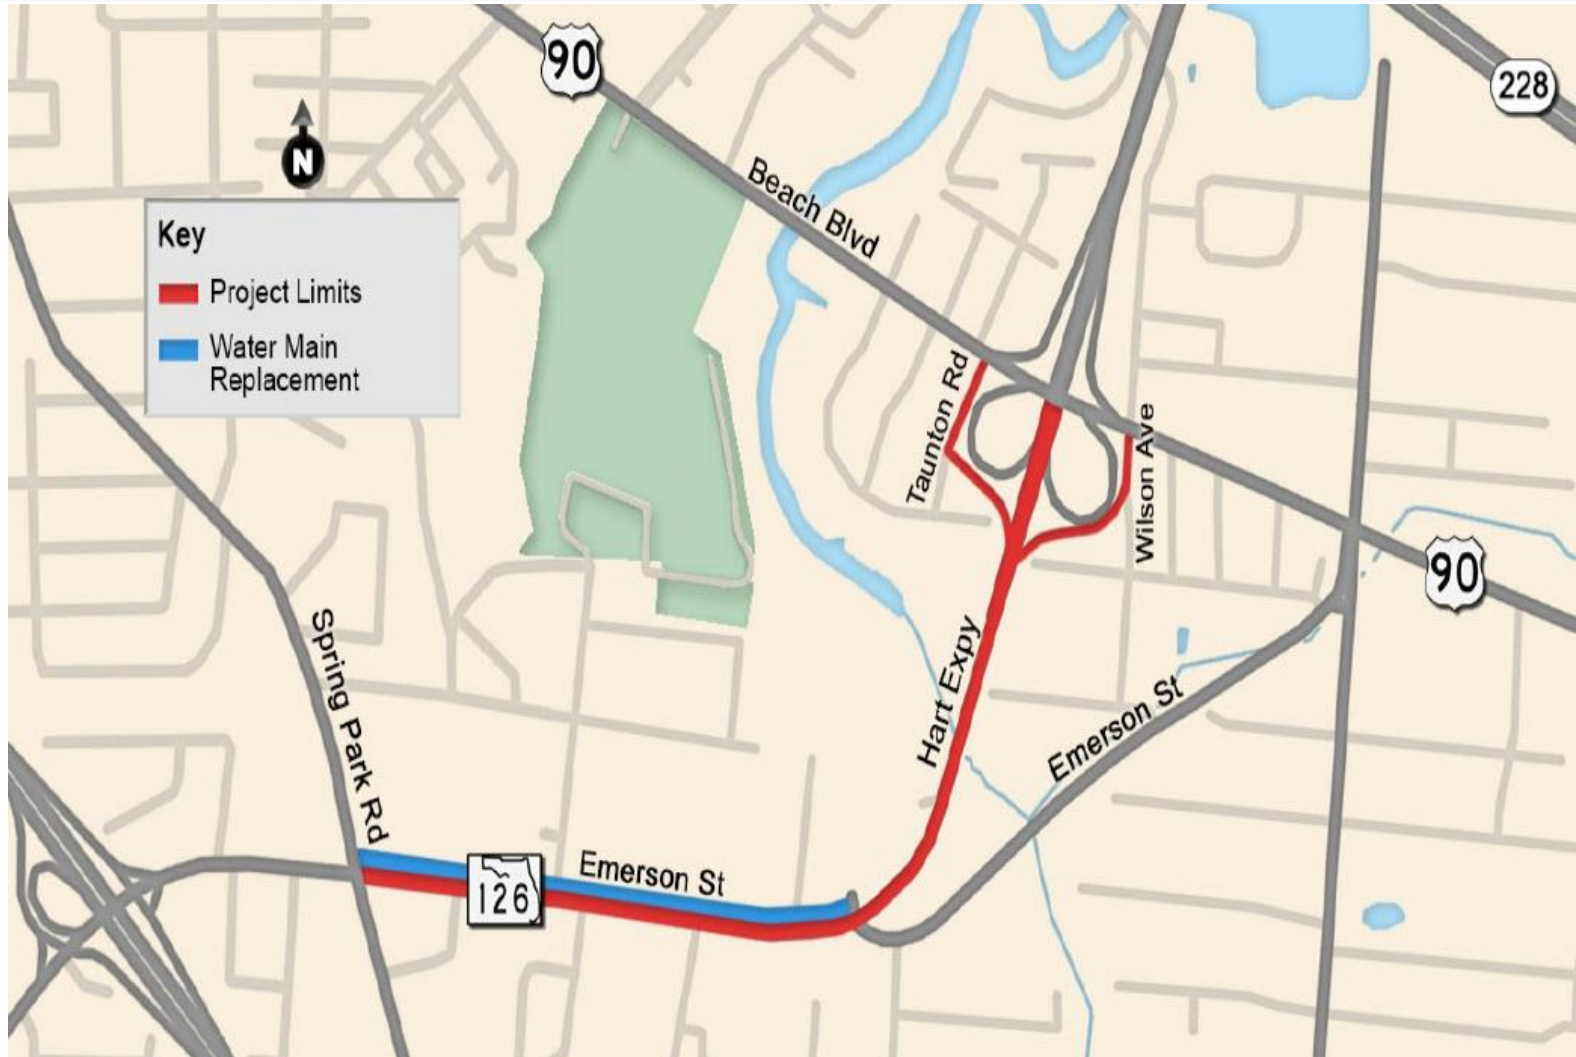 90
228
N
Beach Blvd
Key
Project Limits
Water Main
Replacement
Taunton Rd
Wilson Ave
90
Spring Park Rd
Hart Expy
Emerson St
Emerson St
126